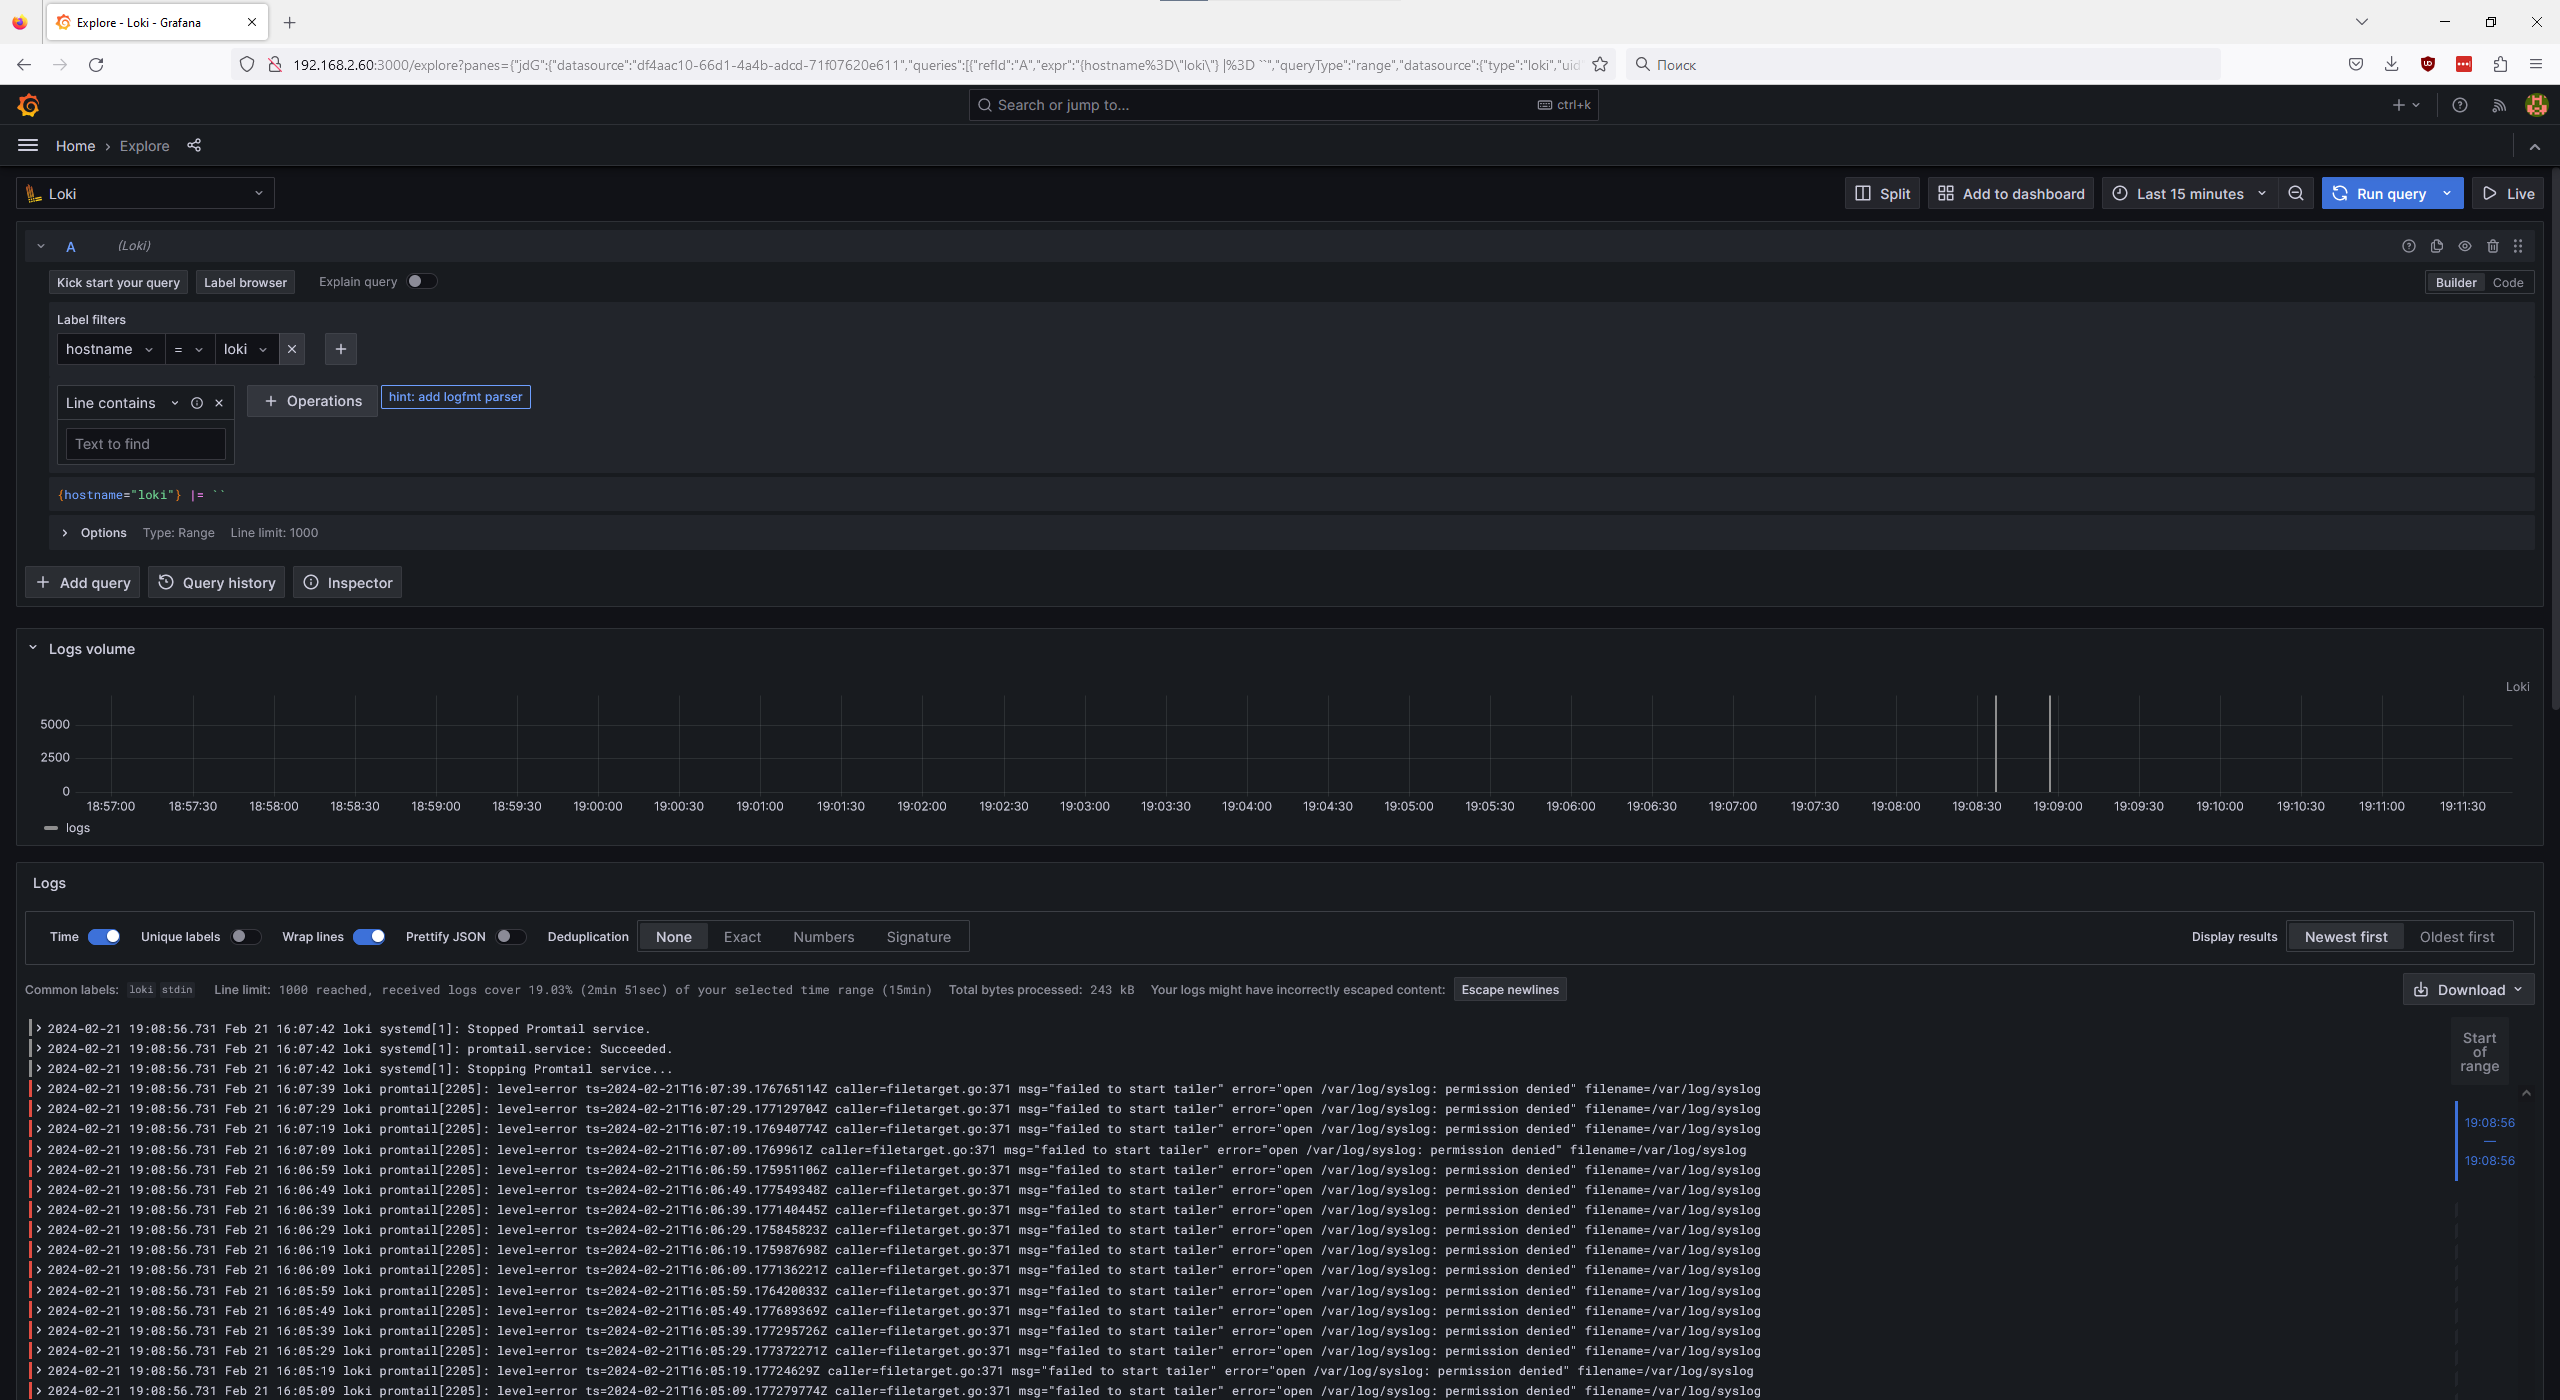 Explore - Loki - Grafana
192.168.2.60:3000/explore?panes={"jdG":{"datasource":"df4aac10-66d1-4a4b-adcd-71f07620e611","queries":[{"refId":"A","expr":"{hostname%3D\"loki\"} |%3D ``","queryType":"range","datasource":{"type":"loki","uid
Поиск
Search or jump to...
ctrl+k
Home › Explore
Loki
Split
Add to dashboard
Last 15 minutes
Run query
Live
A (Loki)
Kick start your query
Label browser
Explain query
Builder
Code
Label filters
hostname = loki
Line contains
Operations
hint: add logfmt parser
Text to find
{hostname="loki"} |= ``
Options Type: Range Line limit: 1000
Add query
Query history
Inspector
Logs volume
Loki
5000
2500
0
18:57:00 18:57:30 18:58:00 18:58:30 18:59:00 18:59:30 19:00:00 19:00:30 19:01:00 19:01:30 19:02:00 19:02:30 19:03:00 19:03:30 19:04:00 19:04:30 19:05:00 19:05:30 19:06:00 19:06:30 19:07:00 19:07:30 19:08:00 19:08:30 19:09:00 19:09:30 19:10:00 19:10:30 19:11:00 19:11:30
logs
Logs
Time Unique labels Wrap lines Prettify JSON Deduplication None Exact Numbers Signature Display results Newest first Oldest first
Common labels: loki stdin Line limit: 1000 reached, received logs cover 19.03% (2min 51sec) of your selected time range (15min) Total bytes processed: 243 kB Your logs might have incorrectly escaped content: Escape newlines
Download
2024-02-21 19:08:56.731 Feb 21 16:07:42 loki systemd[1]: Stopped Promtail service.
2024-02-21 19:08:56.731 Feb 21 16:07:42 loki systemd[1]: promtail.service: Succeeded.
2024-02-21 19:08:56.731 Feb 21 16:07:42 loki systemd[1]: Stopping Promtail service...
2024-02-21 19:08:56.731 Feb 21 16:07:39 loki promtail[2205]: level=error ts=2024-02-21T16:07:39.176765114Z caller=filetarget.go:371 msg="failed to start tailer" error="open /var/log/syslog: permission denied" filename=/var/log/syslog
2024-02-21 19:08:56.731 Feb 21 16:07:29 loki promtail[2205]: level=error ts=2024-02-21T16:07:29.177129704Z caller=filetarget.go:371 msg="failed to start tailer" error="open /var/log/syslog: permission denied" filename=/var/log/syslog
2024-02-21 19:08:56.731 Feb 21 16:07:19 loki promtail[2205]: level=error ts=2024-02-21T16:07:19.176940774Z caller=filetarget.go:371 msg="failed to start tailer" error="open /var/log/syslog: permission denied" filename=/var/log/syslog
2024-02-21 19:08:56.731 Feb 21 16:07:09 loki promtail[2205]: level=error ts=2024-02-21T16:07:09.1769961Z caller=filetarget.go:371 msg="failed to start tailer" error="open /var/log/syslog: permission denied" filename=/var/log/syslog
2024-02-21 19:08:56.731 Feb 21 16:06:59 loki promtail[2205]: level=error ts=2024-02-21T16:06:59.175951106Z caller=filetarget.go:371 msg="failed to start tailer" error="open /var/log/syslog: permission denied" filename=/var/log/syslog
2024-02-21 19:08:56.731 Feb 21 16:06:49 loki promtail[2205]: level=error ts=2024-02-21T16:06:49.177549348Z caller=filetarget.go:371 msg="failed to start tailer" error="open /var/log/syslog: permission denied" filename=/var/log/syslog
2024-02-21 19:08:56.731 Feb 21 16:06:39 loki promtail[2205]: level=error ts=2024-02-21T16:06:39.177140445Z caller=filetarget.go:371 msg="failed to start tailer" error="open /var/log/syslog: permission denied" filename=/var/log/syslog
2024-02-21 19:08:56.731 Feb 21 16:06:29 loki promtail[2205]: level=error ts=2024-02-21T16:06:29.175845823Z caller=filetarget.go:371 msg="failed to start tailer" error="open /var/log/syslog: permission denied" filename=/var/log/syslog
2024-02-21 19:08:56.731 Feb 21 16:06:19 loki promtail[2205]: level=error ts=2024-02-21T16:06:19.175987698Z caller=filetarget.go:371 msg="failed to start tailer" error="open /var/log/syslog: permission denied" filename=/var/log/syslog
2024-02-21 19:08:56.731 Feb 21 16:06:09 loki promtail[2205]: level=error ts=2024-02-21T16:06:09.177136221Z caller=filetarget.go:371 msg="failed to start tailer" error="open /var/log/syslog: permission denied" filename=/var/log/syslog
2024-02-21 19:08:56.731 Feb 21 16:05:59 loki promtail[2205]: level=error ts=2024-02-21T16:05:59.176420033Z caller=filetarget.go:371 msg="failed to start tailer" error="open /var/log/syslog: permission denied" filename=/var/log/syslog
2024-02-21 19:08:56.731 Feb 21 16:05:49 loki promtail[2205]: level=error ts=2024-02-21T16:05:49.177689369Z caller=filetarget.go:371 msg="failed to start tailer" error="open /var/log/syslog: permission denied" filename=/var/log/syslog
2024-02-21 19:08:56.731 Feb 21 16:05:39 loki promtail[2205]: level=error ts=2024-02-21T16:05:39.177295726Z caller=filetarget.go:371 msg="failed to start tailer" error="open /var/log/syslog: permission denied" filename=/var/log/syslog
2024-02-21 19:08:56.731 Feb 21 16:05:29 loki promtail[2205]: level=error ts=2024-02-21T16:05:29.177372271Z caller=filetarget.go:371 msg="failed to start tailer" error="open /var/log/syslog: permission denied" filename=/var/log/syslog
2024-02-21 19:08:56.731 Feb 21 16:05:19 loki promtail[2205]: level=error ts=2024-02-21T16:05:19.17724629Z caller=filetarget.go:371 msg="failed to start tailer" error="open /var/log/syslog: permission denied" filename=/var/log/syslog
2024-02-21 19:08:56.731 Feb 21 16:05:09 loki promtail[2205]: level=error ts=2024-02-21T16:05:09.177279774Z caller=filetarget.go:371 msg="failed to start tailer" error="open /var/log/syslog: permission denied" filename=/var/log/syslog
Start
of
range
19:08:56
—
19:08:56